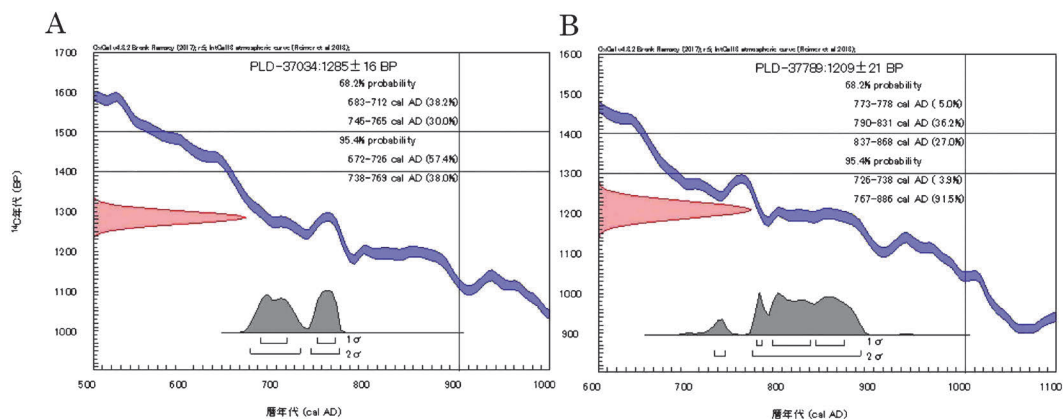 A
OxCal v4.3.2 Bronk Ramsey (2017); r:5; IntCal13 atmospheric curve (Reimer et al 2013);
PLD-37034:1285±16 BP
68.2% probability
683-712 cal AD (38.2%)
745-765 cal AD (30.0%)
95.4% probability
672-726 cal AD (57.4%)
738-769 cal AD (38.0%)
14C年代 (BP)
1700
1600
1500
1400
1300
1200
1100
1000
1σ
2σ
500
600
700
800
900
1000
暦年代 (cal AD)
B
OxCal v4.3.2 Bronk Ramsey (2017); r:5; IntCal13 atmospheric curve (Reimer et al 2013);
PLD-37789:1209±21 BP
68.2% probability
773-778 cal AD ( 5.0%)
790-831 cal AD (36.2%)
837-868 cal AD (27.0%)
95.4% probability
726-738 cal AD ( 3.9%)
767-886 cal AD (91.5%)
1600
1500
1400
1300
1200
1100
1000
900
1σ
2σ
600
700
800
900
1000
1100
暦年代 (cal AD)